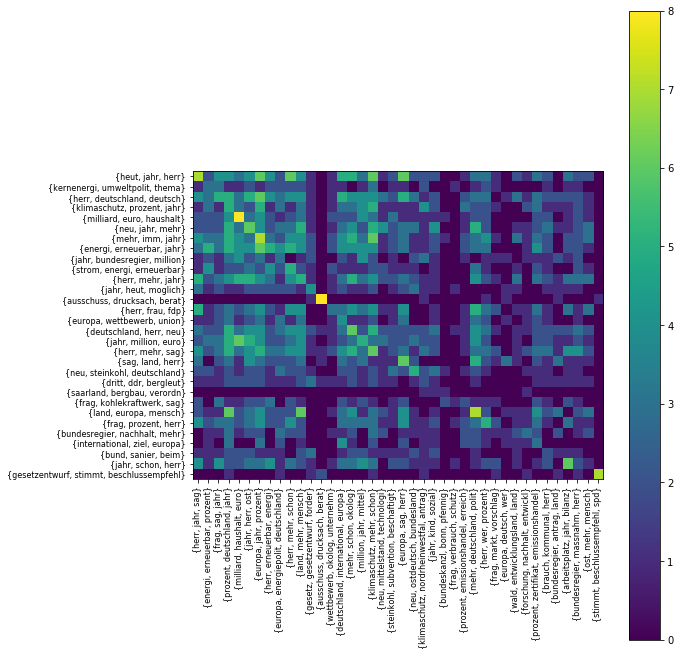 8
7
6
5
4
3
2
1
0
{heut, jahr, herr}
{kernenergi, umweltpolit, thema}
{herr, deutschland, deutsch}
{klimaschutz, prozent, jahr}
{milliard, euro, haushalt}
{neu, jahr, mehr}
{mehr, imm, jahr}
{energi, erneuerbar, jahr}
{jahr, bundesregier, million}
{strom, energi, erneuerbar}
{herr, mehr, jahr}
{jahr, heut, moglich}
{ausschuss, drucksach, berat}
{herr, frau, fdp}
{europa, wettbewerb, union}
{deutschland, herr, neu}
{jahr, million, euro}
{herr, mehr, sag}
{sag, land, herr}
{neu, steinkohl, deutschland}
{dritt, ddr, bergleut}
{saarland, bergbau, verordn}
{frag, kohlekraftwerk, sag}
{land, europa, mensch}
{frag, prozent, herr}
{bundesregier, nachhalt, mehr}
{international, ziel, europa}
{bund, sanier, beim}
{jahr, schon, herr}
{gesetzentwurf, stimmt, beschlussempfehl}
{herr, jahr, sag}
{energi, erneuerbar, prozent}
{frag, sag, jahr}
{prozent, deutschland, jahr}
{milliard, haushalt, euro}
{jahr, herr, ost}
{europa, jahr, prozent}
{herr, erneuerbar, energi}
{europa, energiepolit, deutschland}
{herr, mehr, schon}
{land, mehr, mensch}
{gesetz, gesetzentwurf, forder}
{ausschuss, drucksach, berat}
{wettbewerb, okolog, unternehm}
{deutschland, international, europa}
{mehr, schon, okolog}
{million, jahr, mittel}
{klimaschutz, mehr, schon}
{neu, mittelstand, technologi}
{steinkohl, subvention, beschaftigt}
{europa, sag, herr}
{neu, ostdeutsch, bundesland}
{klimaschutz, nordrheinwestfal, antrag}
{jahr, kind, sozial}
{bundeskanzl, bonn, pfennig}
{frag, verbrauch, schutz}
{prozent, emissionshandel, erreich}
{mehr, deutschland, polit}
{herr, wer, prozent}
{frag, markt, vorschlag}
{europa, deutsch, wer}
{wald, entwicklungsland, land}
{forschung, nachhalt, entwickl}
{prozent, zertifikat, emissionshandel}
{brauch, kommunal, herr}
{bundesregier, antrag, land}
{arbeitsplatz, jahr, bilanz}
{bundesregier, massnahm, herr}
{ost, mehr, mensch}
{stimmt, beschlussempfehl, spd}